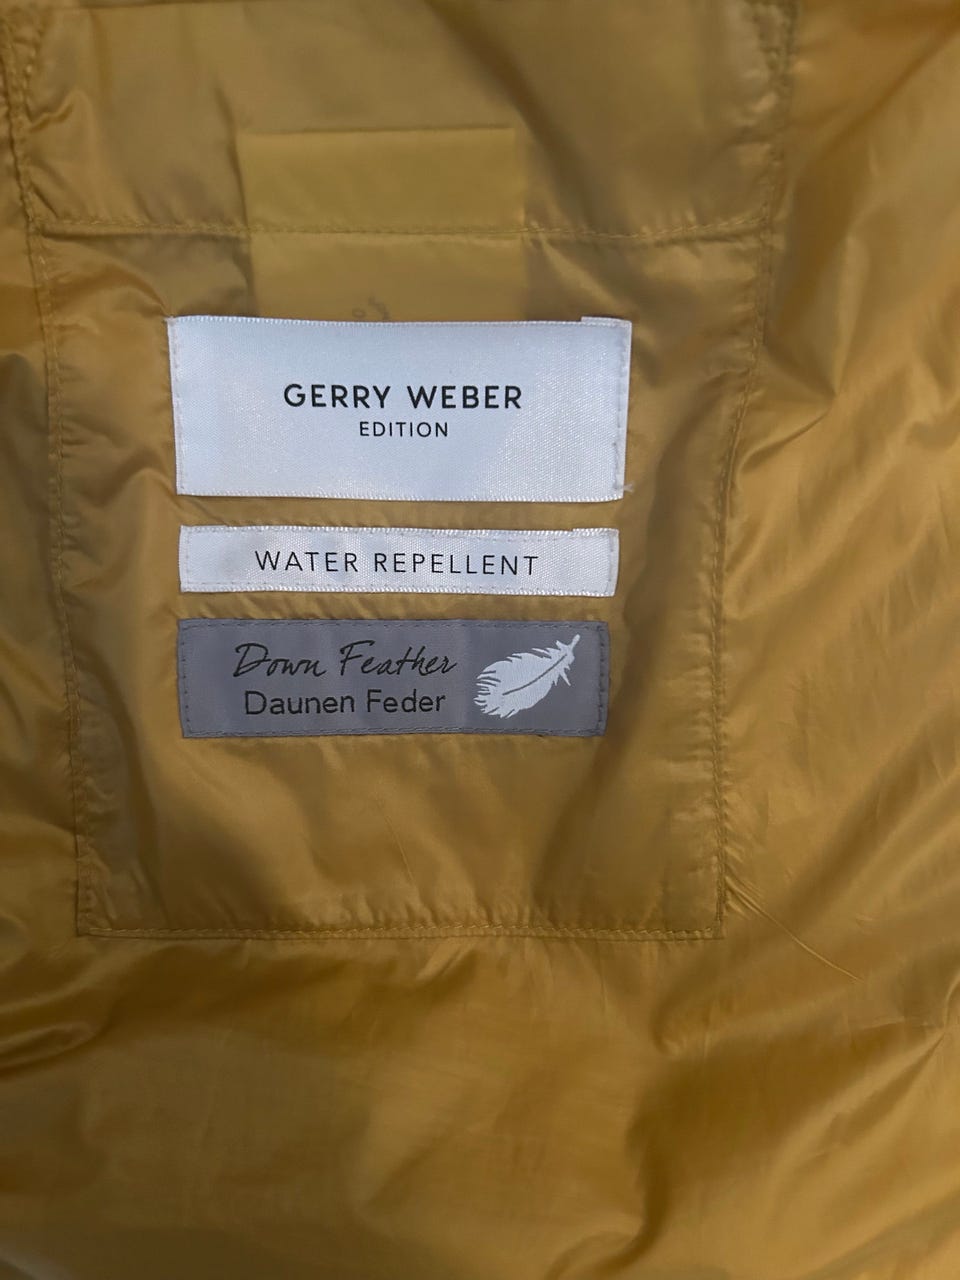 GERRY WEBER
EDITION
WATER REPELLENT
Down Feather
Daunen Feder